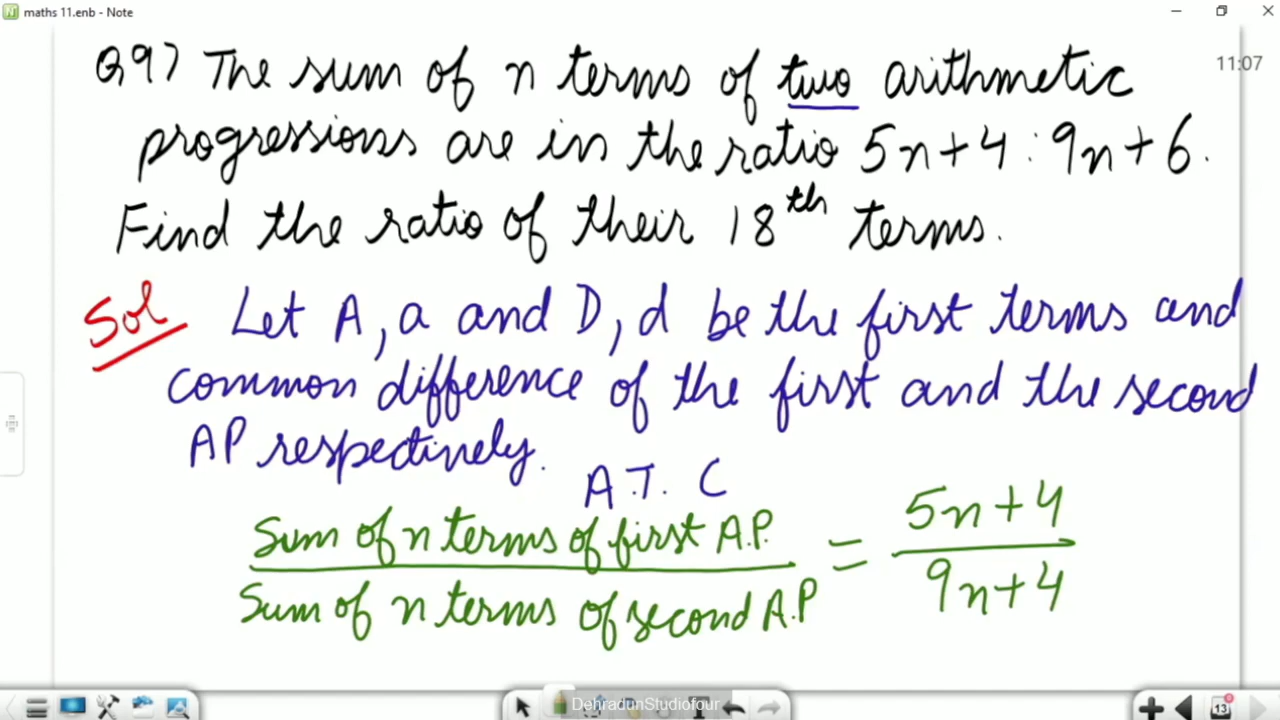 maths 11.enb - Note
11:07
Q97 The sum of n terms of two arithmetic
progressions are in the ratio 5n+4 : 9n+6.
Find the ratio of their 18th terms.
Sol Let A, a and D, d be the first terms and
common difference of the first and the second
AP respectively.
A.T. C
Sum of n terms of first A.P. = 5n+4
Sum of n terms of second A.P 9n+4
DehradunStudiofour
13